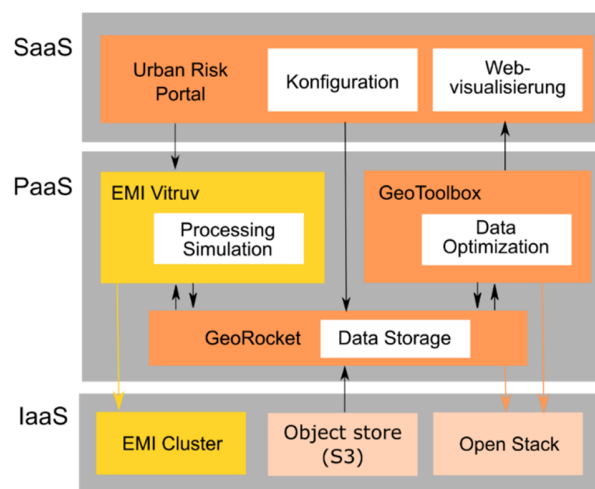 SaaS
Urban Risk
Portal
Konfiguration
Web-
visualisierung
PaaS
EMI Vitruv
Processing
Simulation
GeoToolbox
Data
Optimization
GeoRocket
Data Storage
IaaS
EMI Cluster
Object store
(S3)
Open Stack